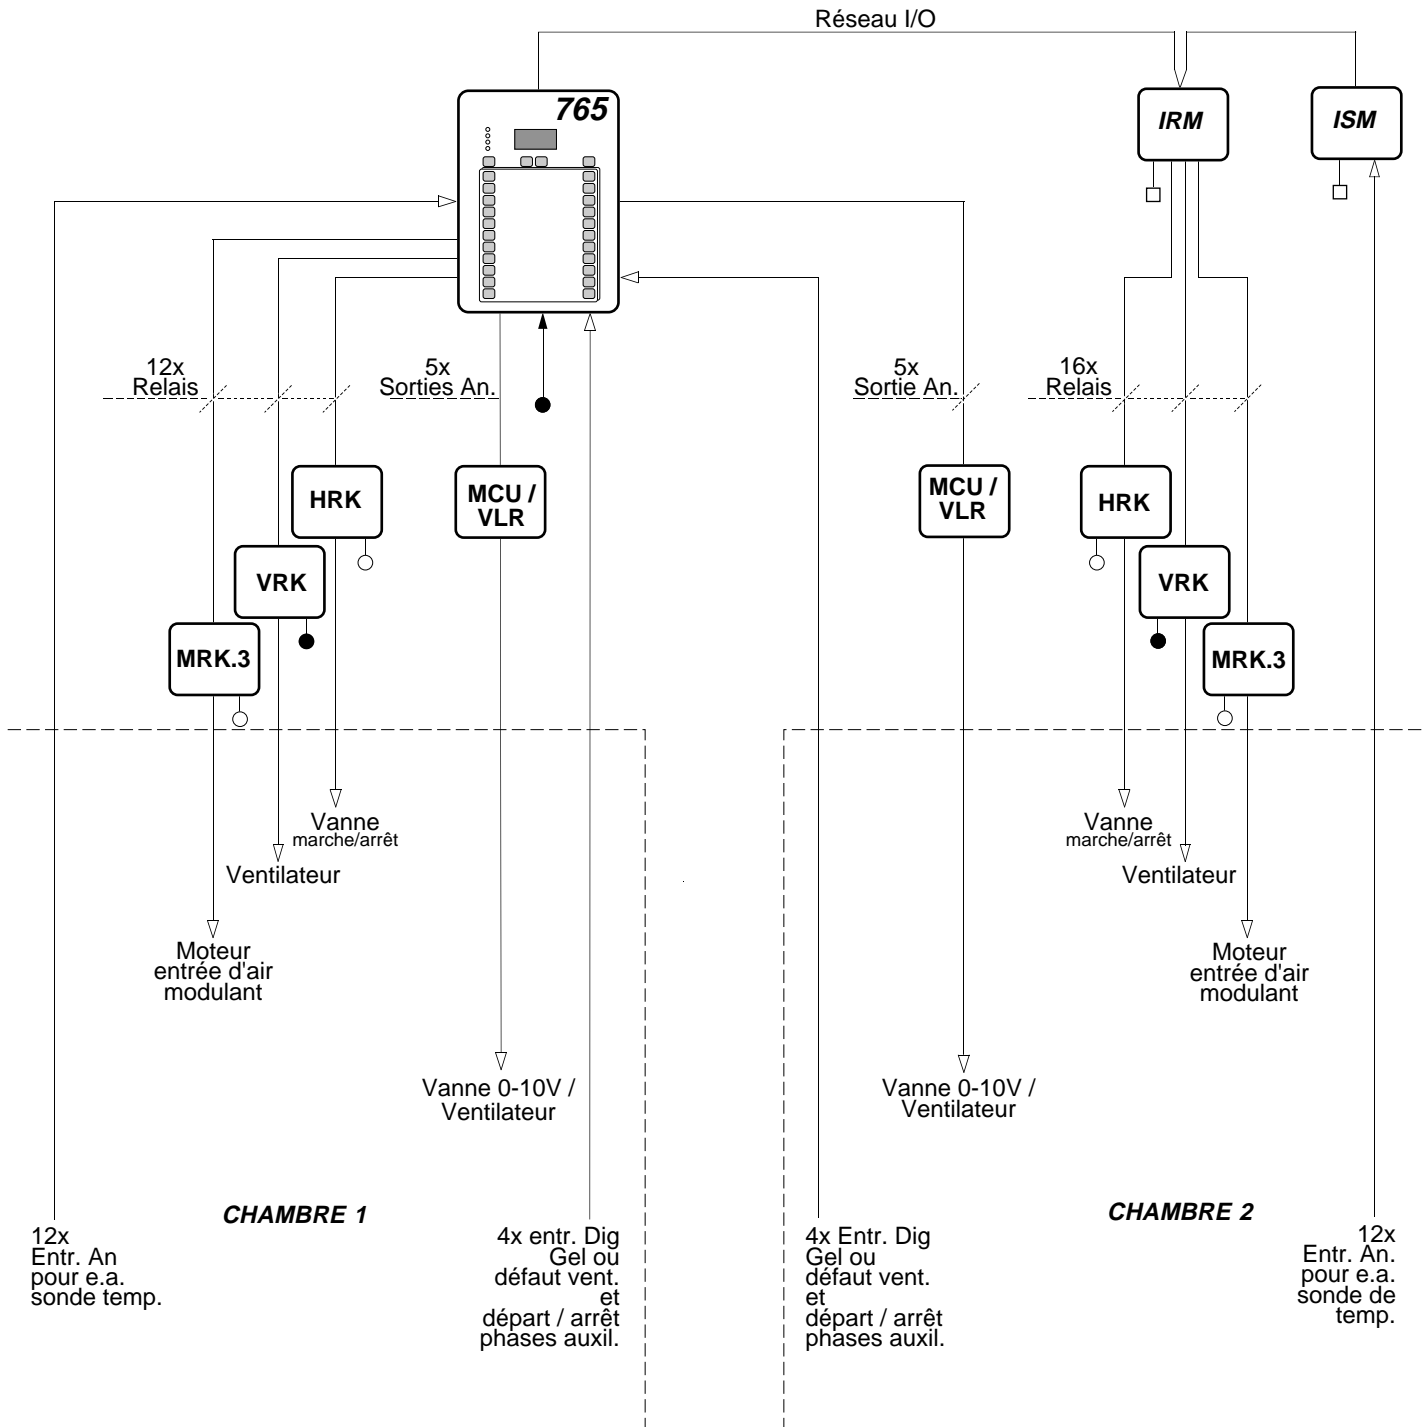 Réseau I/O
765
IRM
ISM
12x
Relais
5x
Sorties An.
5x
Sortie An.
16x
Relais
HRK
MCU /
VLR
MCU /
VLR
HRK
VRK
VRK
MRK.3
MRK.3
Vanne
marche/arrêt
Ventilateur
Moteur
entrée d'air
modulant
Vanne
marche/arrêt
Ventilateur
Moteur
entrée d'air
modulant
Vanne 0-10V /
Ventilateur
Vanne 0-10V /
Ventilateur
CHAMBRE 1
CHAMBRE 2
12x
Entr. An
pour e.a.
sonde temp.
4x entr. Dig
Gel ou
défaut vent.
et
départ / arrêt
phases auxil.
4x Entr. Dig
Gel ou
défaut vent.
et
départ / arrêt
phases auxil.
12x
Entr. An.
pour e.a.
sonde de
temp.